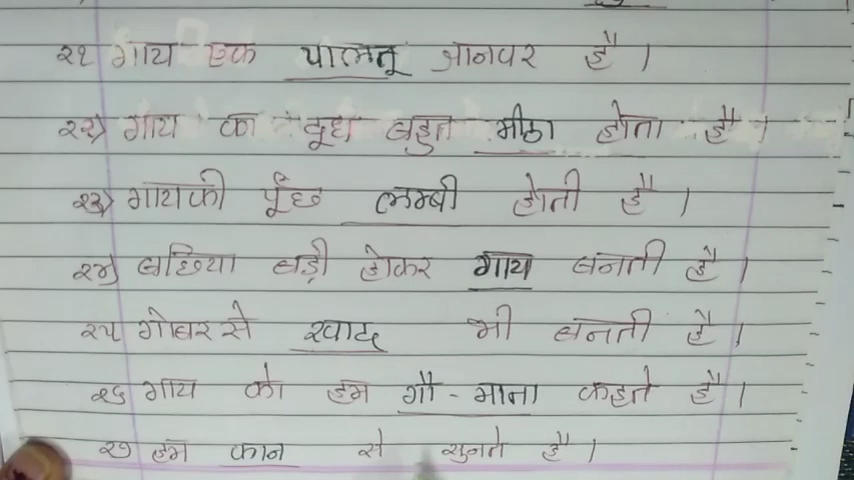 २१ गाय एक पालतू जानवर है ।
२२) गाय का दूध बहुत मीठा होता है ।
२३) गाय की पूँछ लम्बी होती है ।
२४) बछिया बड़ी होकर गाय बनती है ।
२५ गोबर से खाद भी बनती है ।
२६ गाय को हम गौ - माता कहते है ।
२७ हम कान से सुनते है ।